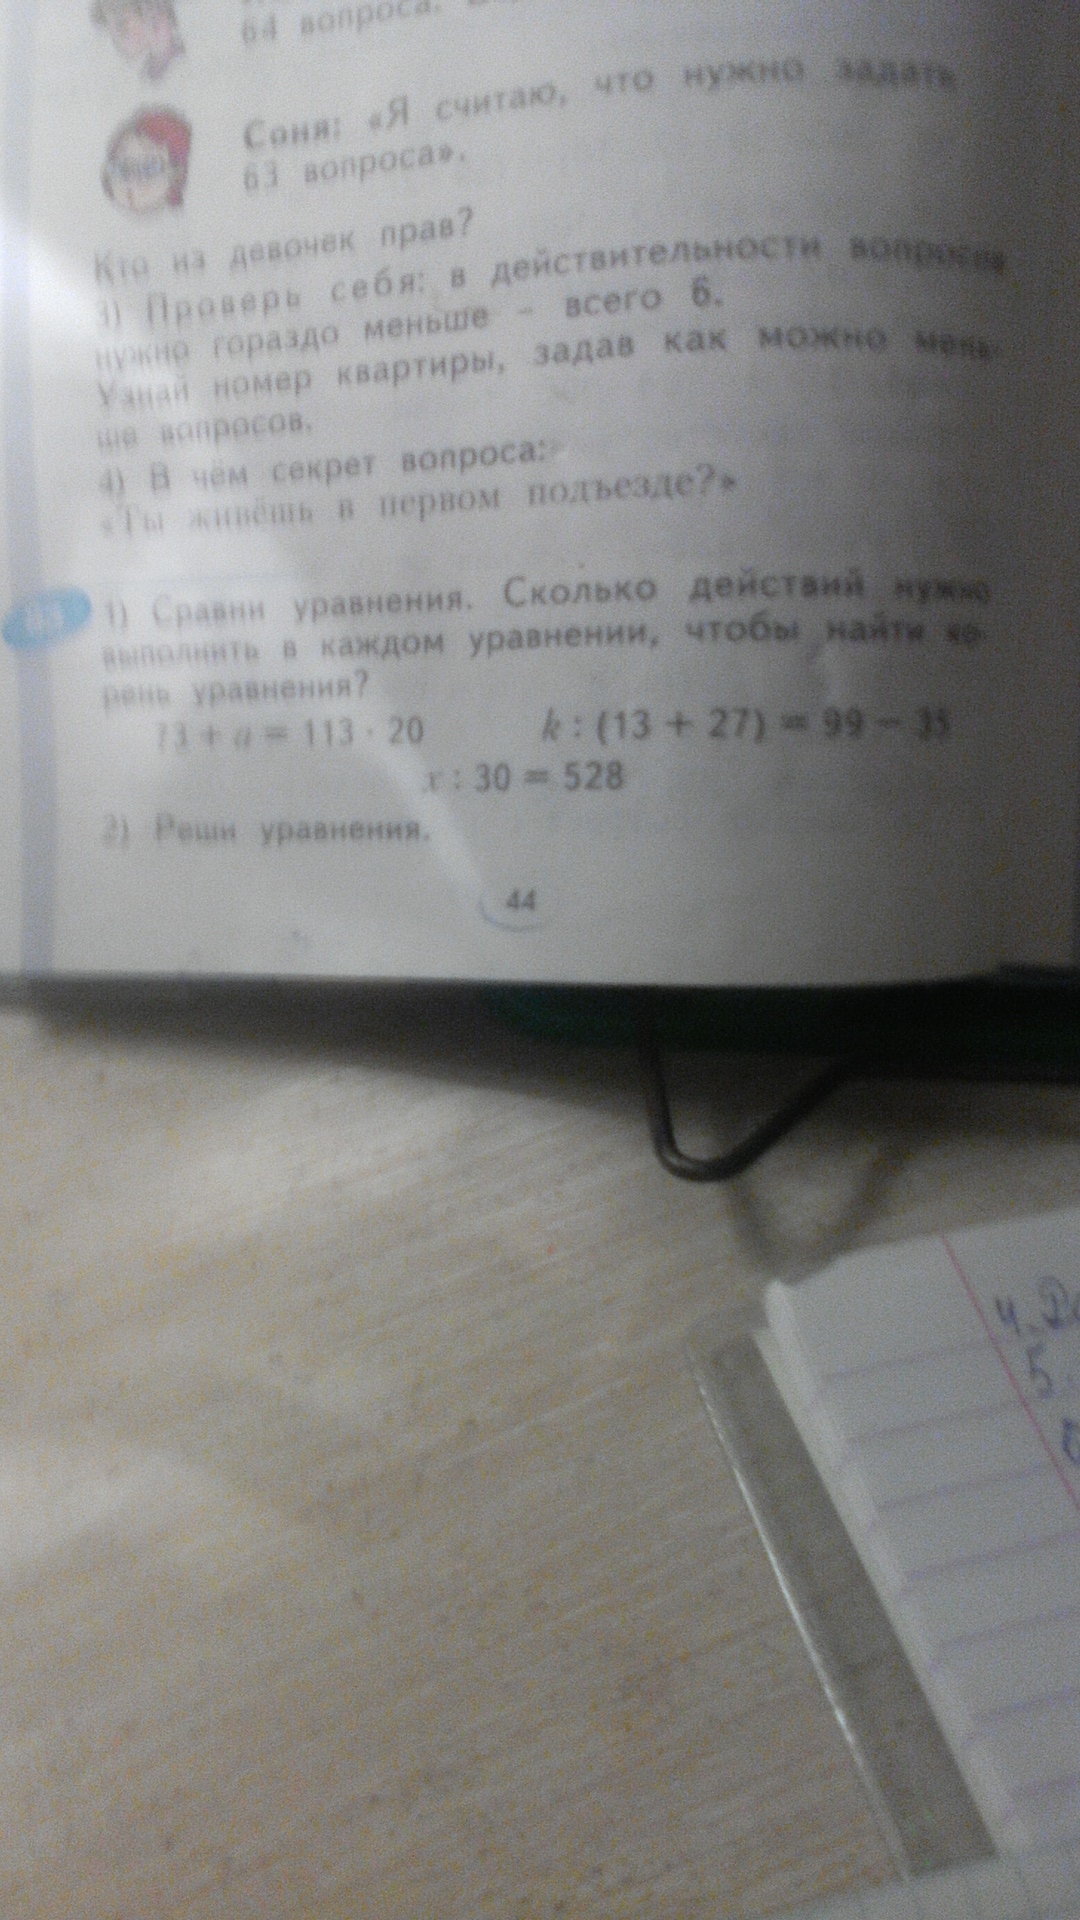 64 вопроса.
Соня: «Я считаю, что нужно задать
63 вопроса».
Кто из девочек прав?
3) Проверь себя: в действительности вопросов
нужно гораздо меньше – всего 6.
Узнай номер квартиры, задав как можно мень-
ше вопросов.
4) В чём секрет вопроса:
«Ты живёшь в первом подъезде?»
1) Сравни уравнения. Сколько действий нужно
выполнить в каждом уравнении, чтобы найти ко-
рень уравнения?
73 + a = 113 · 20 k : (13 + 27) = 99 − 35
x : 30 = 528
2) Реши уравнения.
44
4.
5.